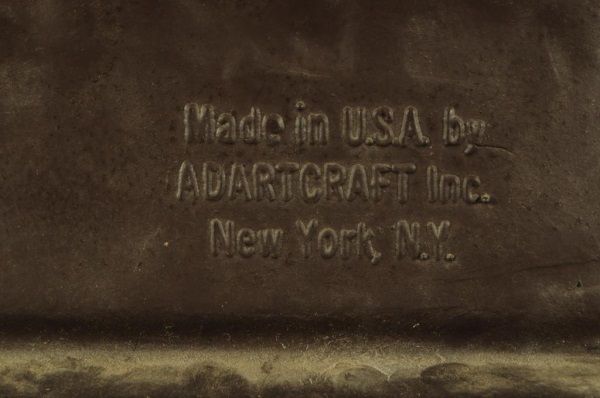 Made in U.S.A. by
ADARTCRAFT Inc.
New York, N.Y.